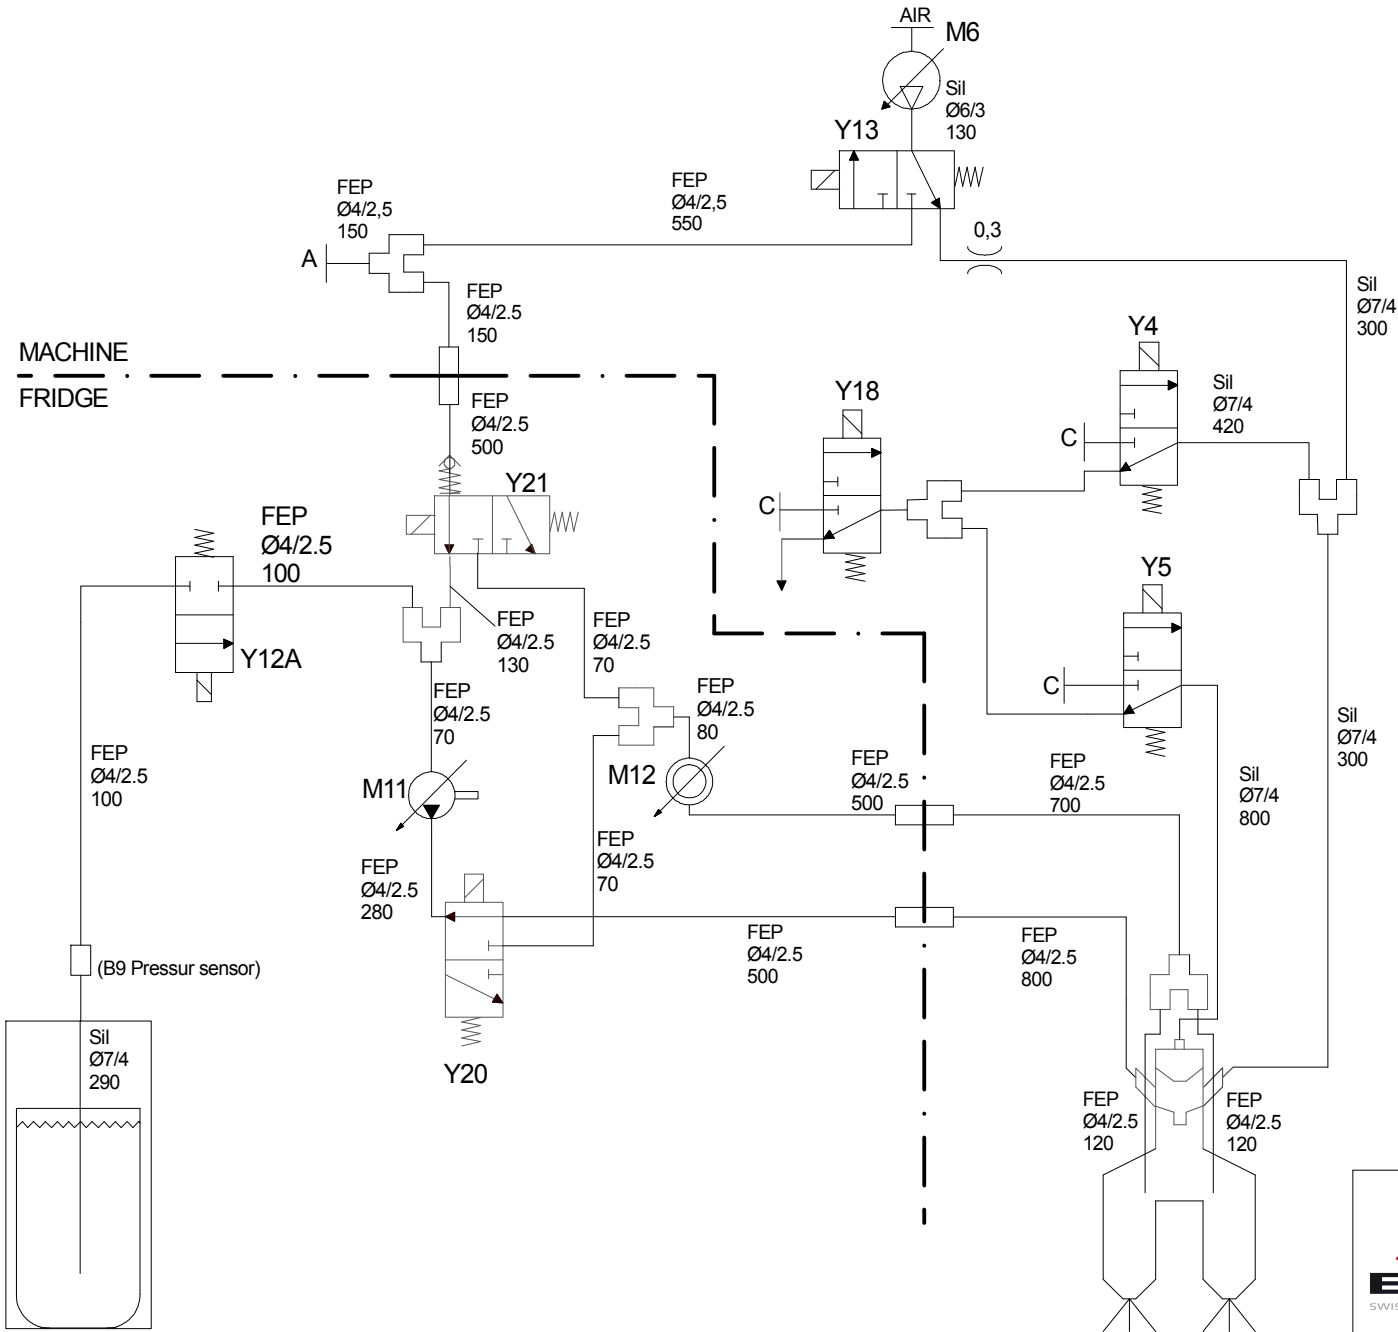 AIR
M6
Sil
Ø6/3
130
Y13
FEP
Ø4/2,5
150
FEP
Ø4/2,5
550
0,3
A
FEP
Ø4/2.5
150
Sil
Ø7/4
300
MACHINE
FRIDGE
Y4
Sil
Ø7/4
420
Y18
FEP
Ø4/2.5
500
C
C
Y21
FEP
Ø4/2.5
100
Y5
FEP
Ø4/2.5
130
FEP
Ø4/2.5
70
Y12A
C
FEP
Ø4/2.5
70
FEP
Ø4/2.5
80
FEP
Ø4/2.5
100
M11
M12
FEP
Ø4/2.5
500
FEP
Ø4/2.5
700
Sil
Ø7/4
800
Sil
Ø7/4
300
FEP
Ø4/2.5
280
FEP
Ø4/2.5
70
FEP
Ø4/2.5
500
FEP
Ø4/2.5
800
(B9 Pressur sensor)
Sil
Ø7/4
290
Y20
FEP
Ø4/2.5
120
FEP
Ø4/2.5
120